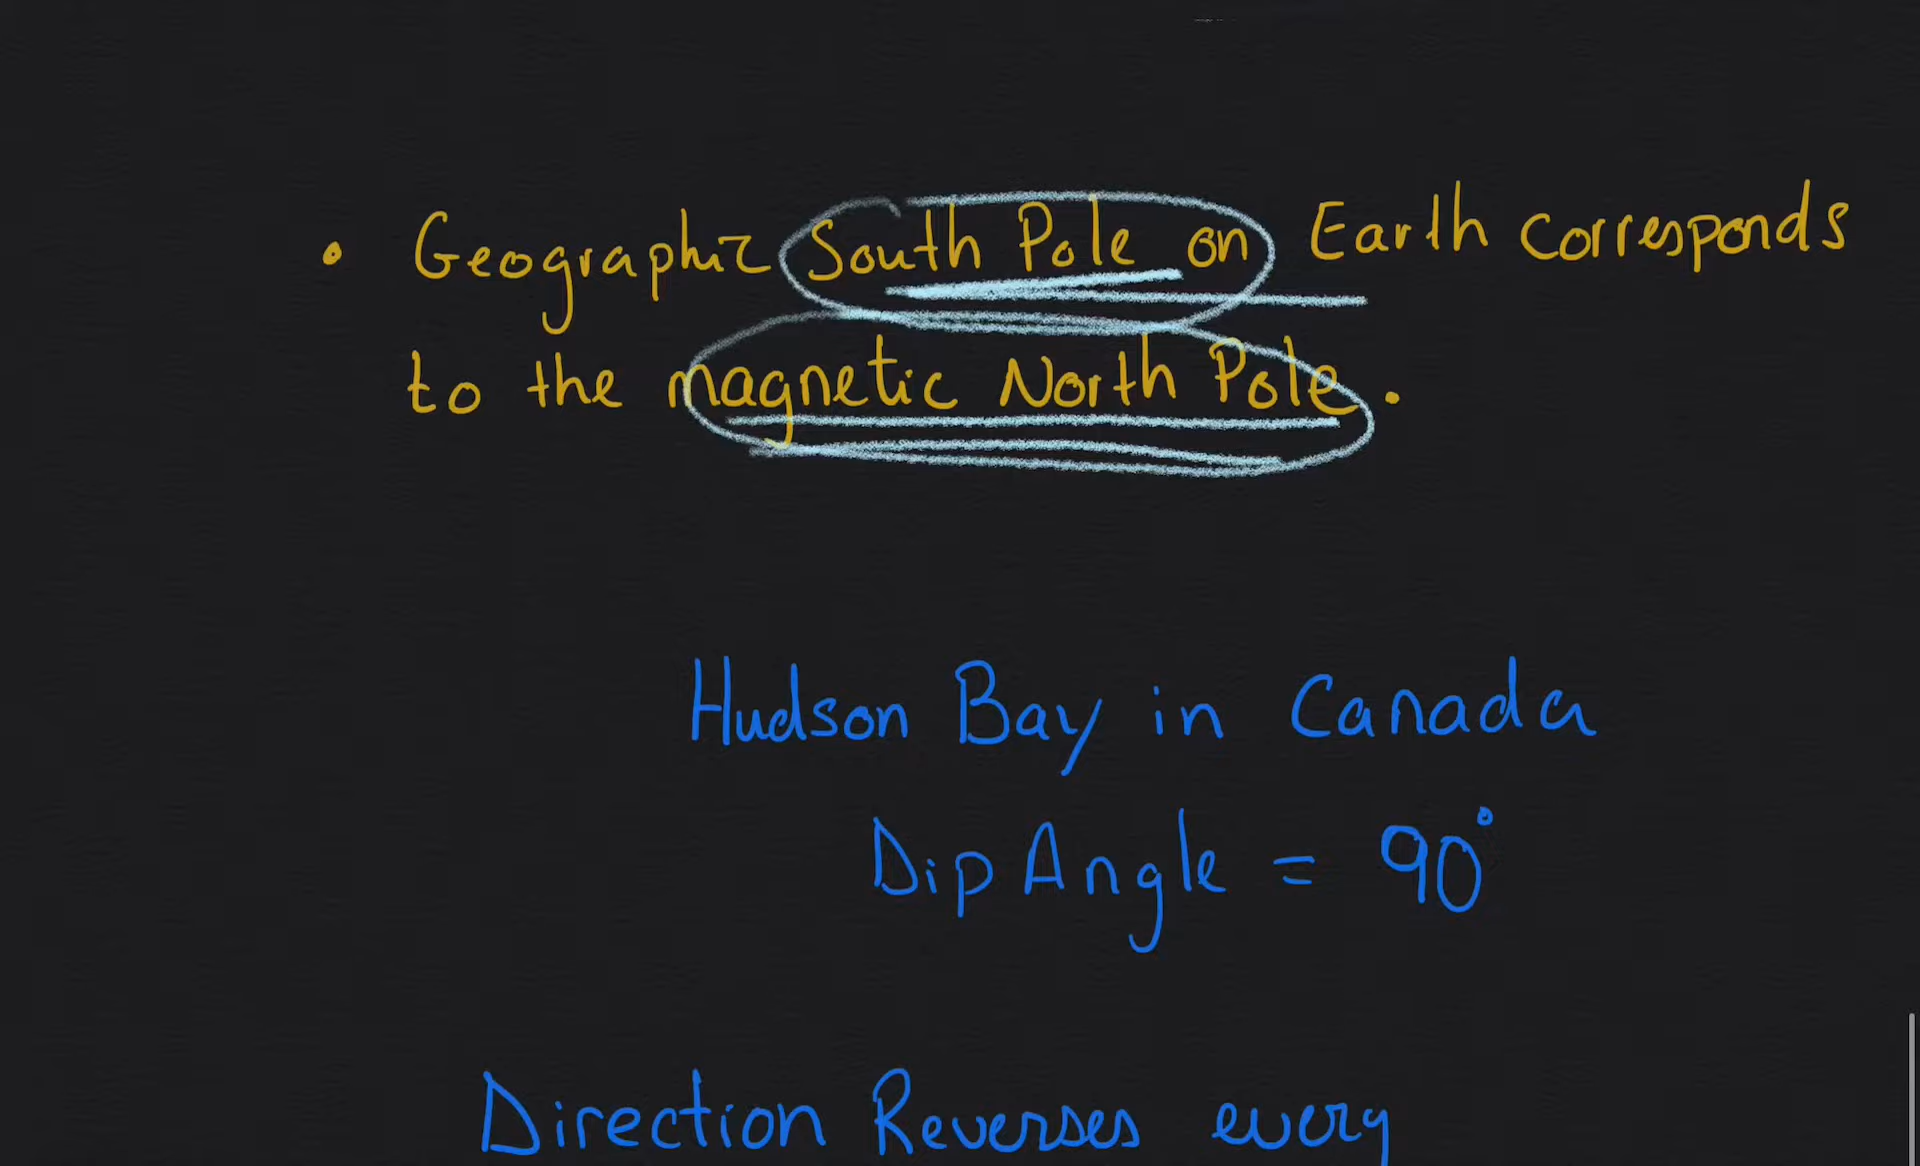 • Geographic South Pole on Earth corresponds
to the magnetic North Pole.
Hudson Bay in Canada
Dip Angle = 90°
Direction Reverses every